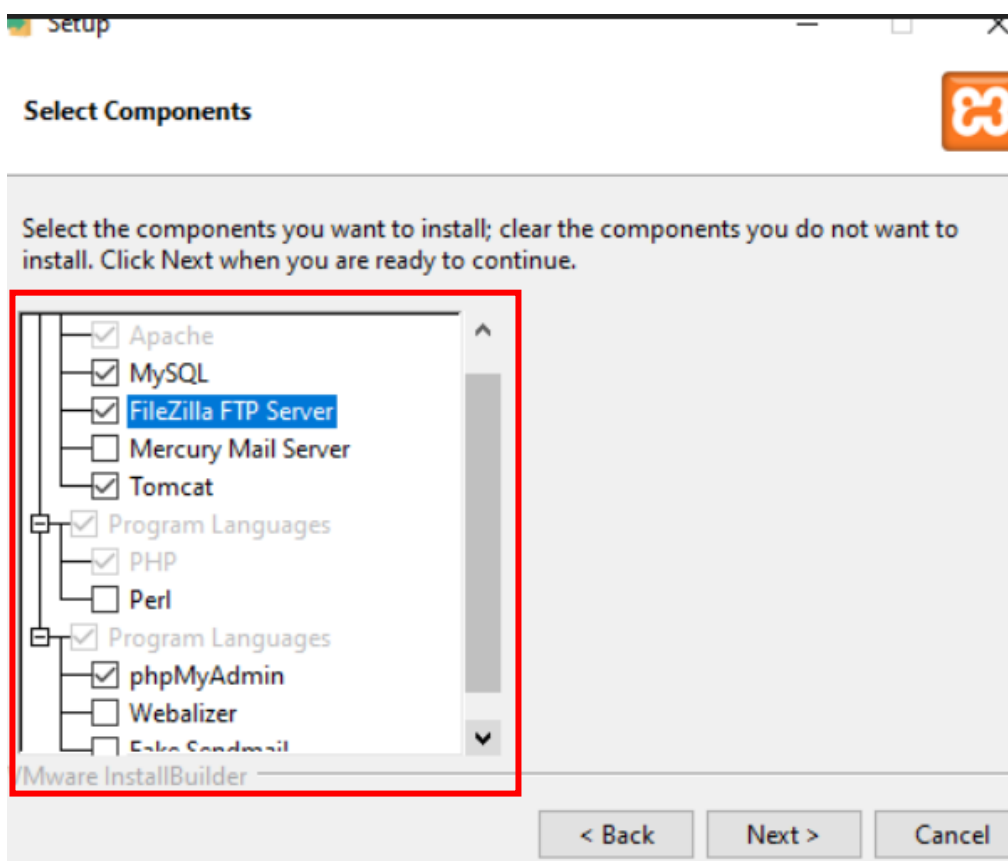 Setup
Select Components
Select the components you want to install; clear the components you do not want to
install. Click Next when you are ready to continue.
Apache
MySQL
FileZilla FTP Server
Mercury Mail Server
Tomcat
Program Languages
PHP
Perl
Program Languages
phpMyAdmin
Webalizer
Fake Sendmail
VMware InstallBuilder
< Back
Next >
Cancel